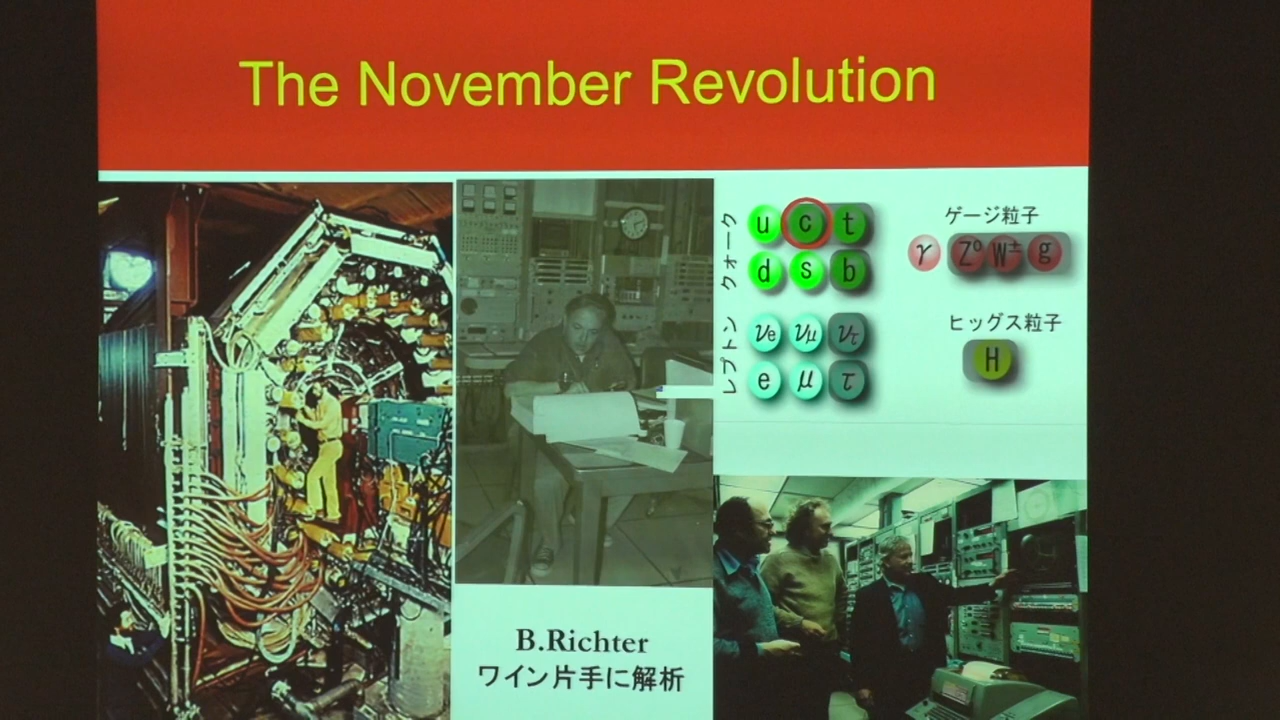 The November Revolution
クォーク
u c t
d s b
レプトン
νe νμ ντ
e μ τ
ゲージ粒子
γ Z⁰ W± g
ヒッグス粒子
H
B.Richter
ワイン片手に解析